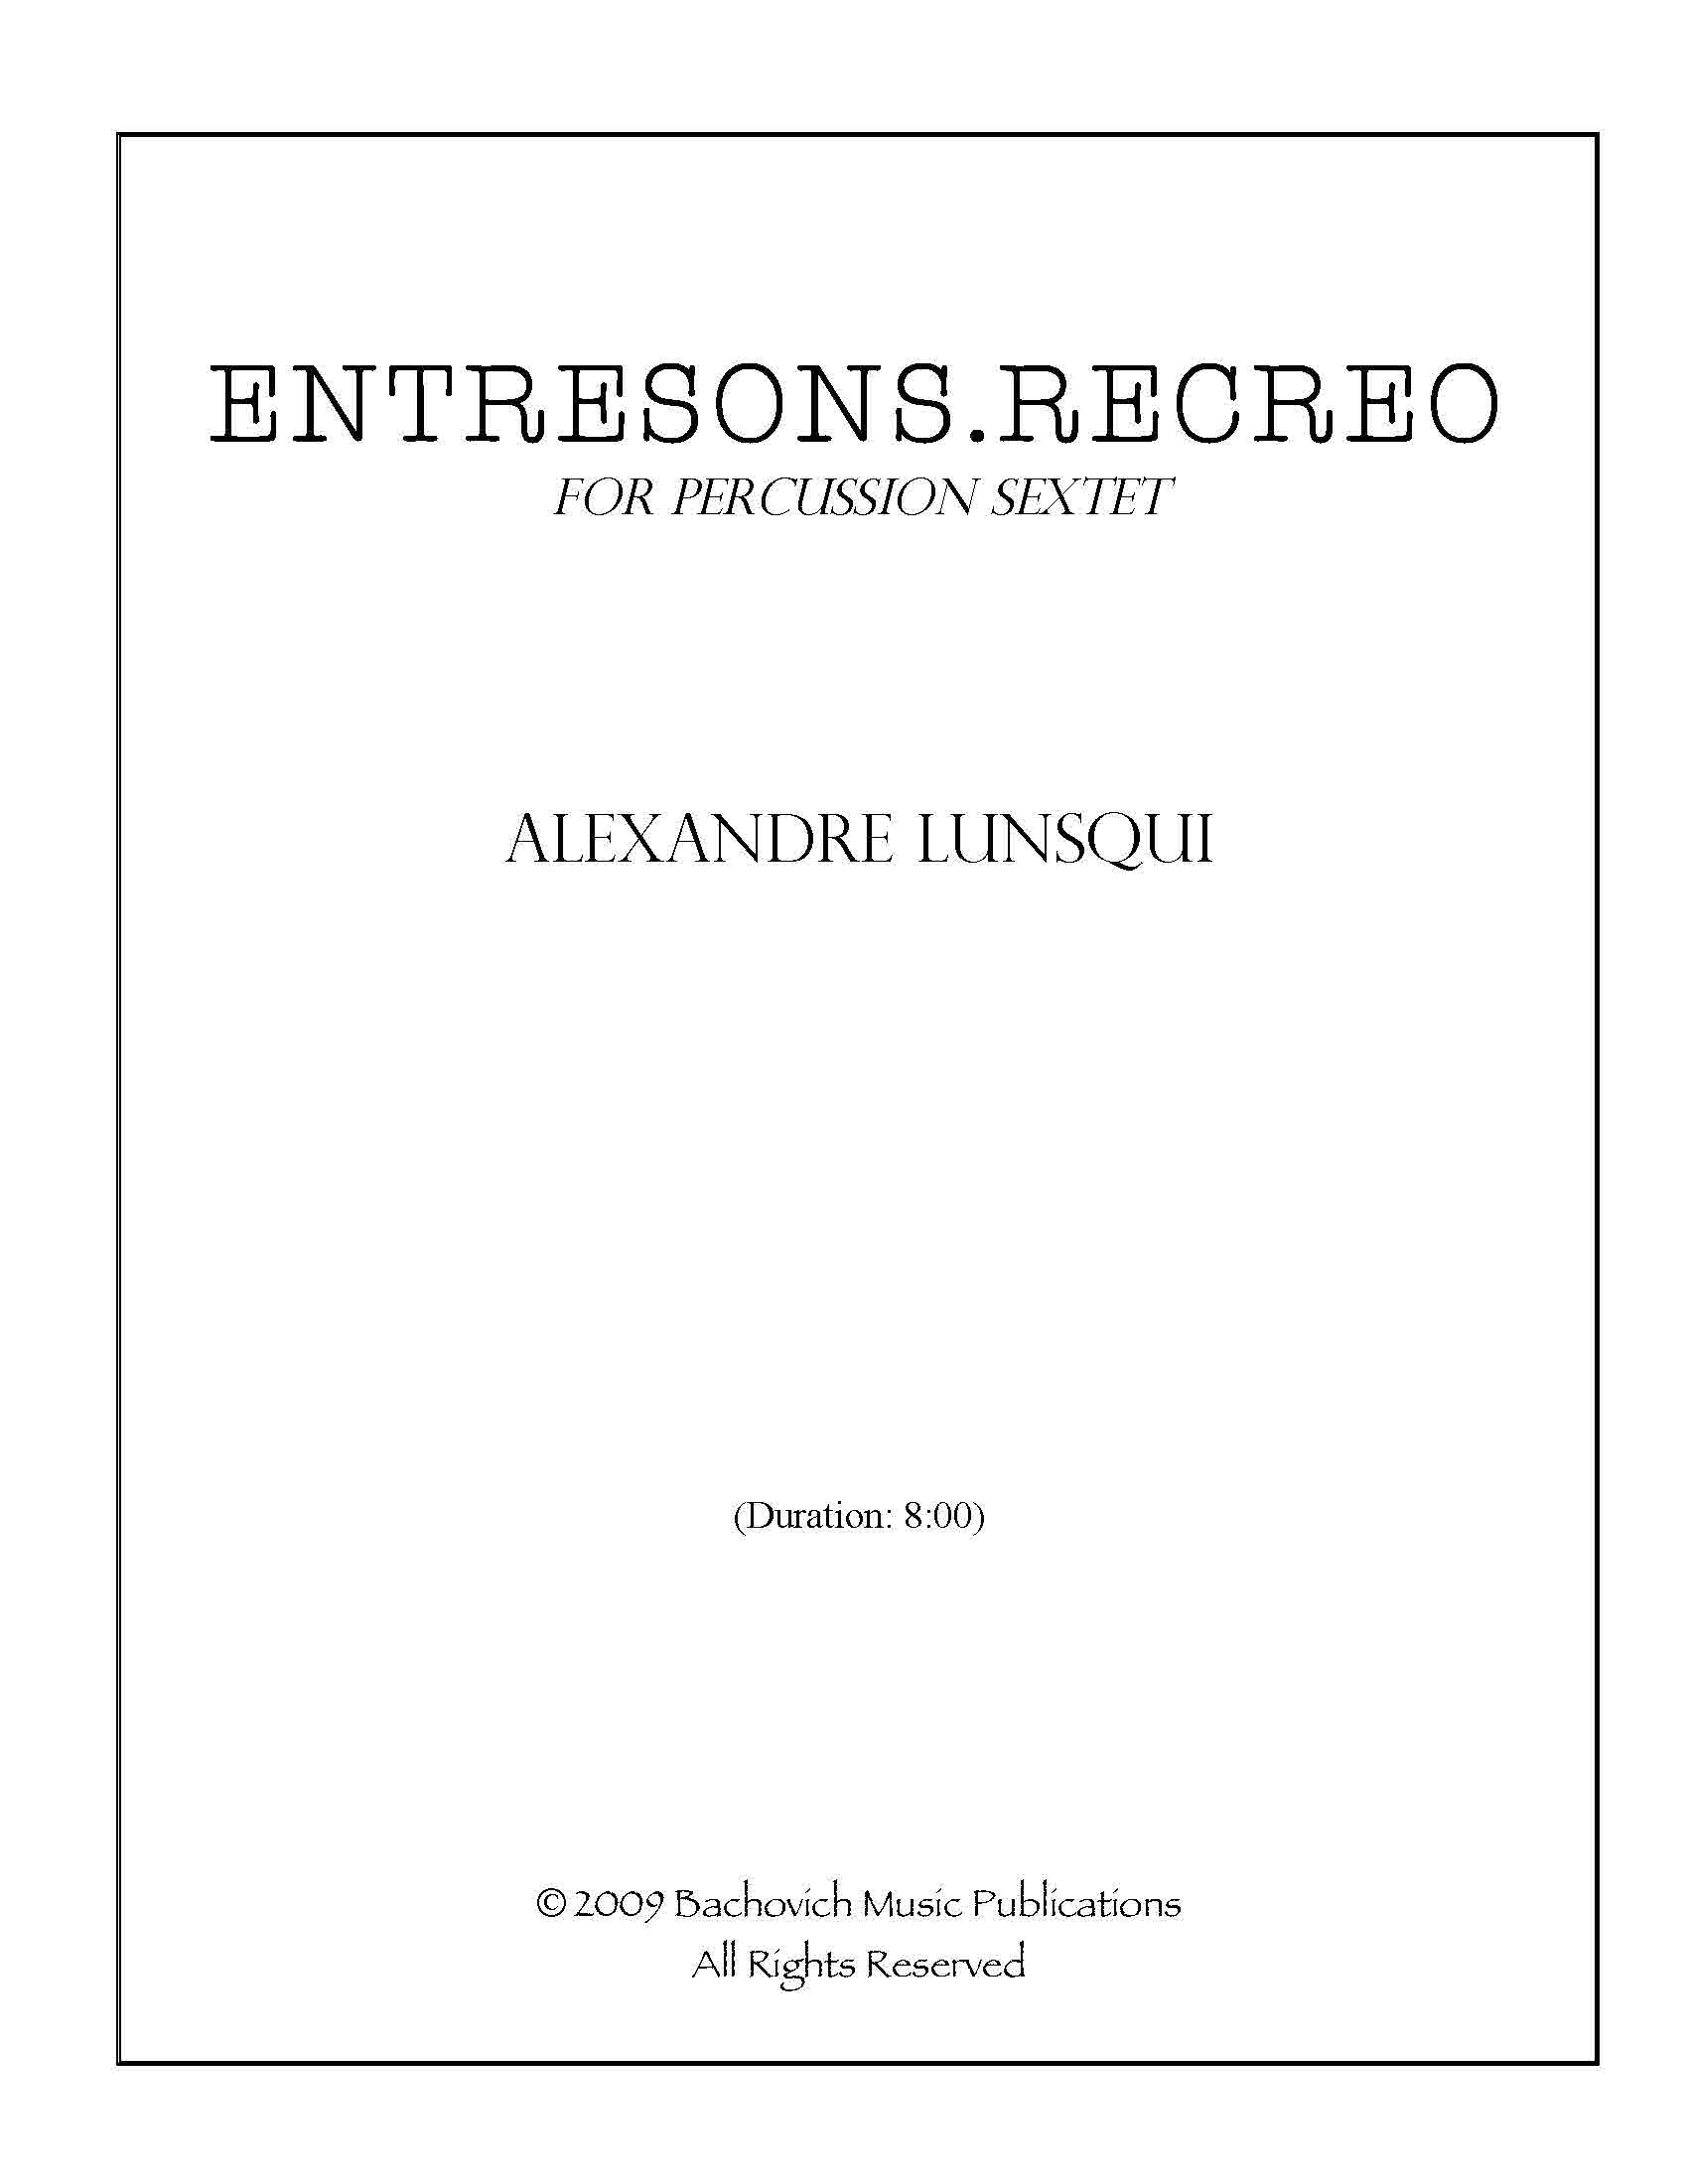 ENTRESONS.RECREO
FOR PERCUSSION SEXTET
ALEXANDRE LUNSQUI
(Duration: 8:00)
© 2009 Bachovich Music Publications
All Rights Reserved